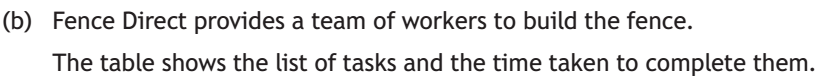 (b) Fence Direct provides a team of workers to build the fence.
The table shows the list of tasks and the time taken to complete them.